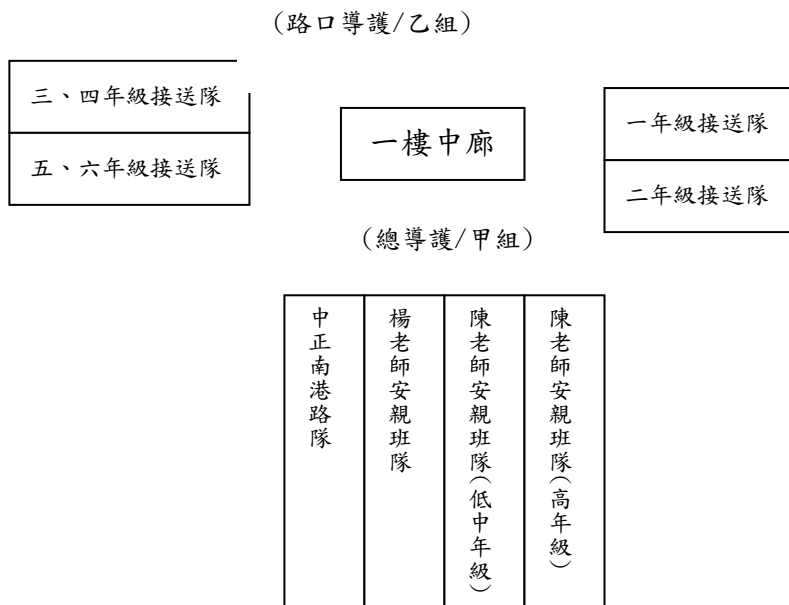 (路口導護/乙組)
三、四年級接送隊
五、六年級接送隊
一樓中廊
一年級接送隊
二年級接送隊
(總導護/甲組)
中正南港路隊
楊老師安親班隊
陳老師安親班隊(低中年級)
陳老師安親班隊(高年級)